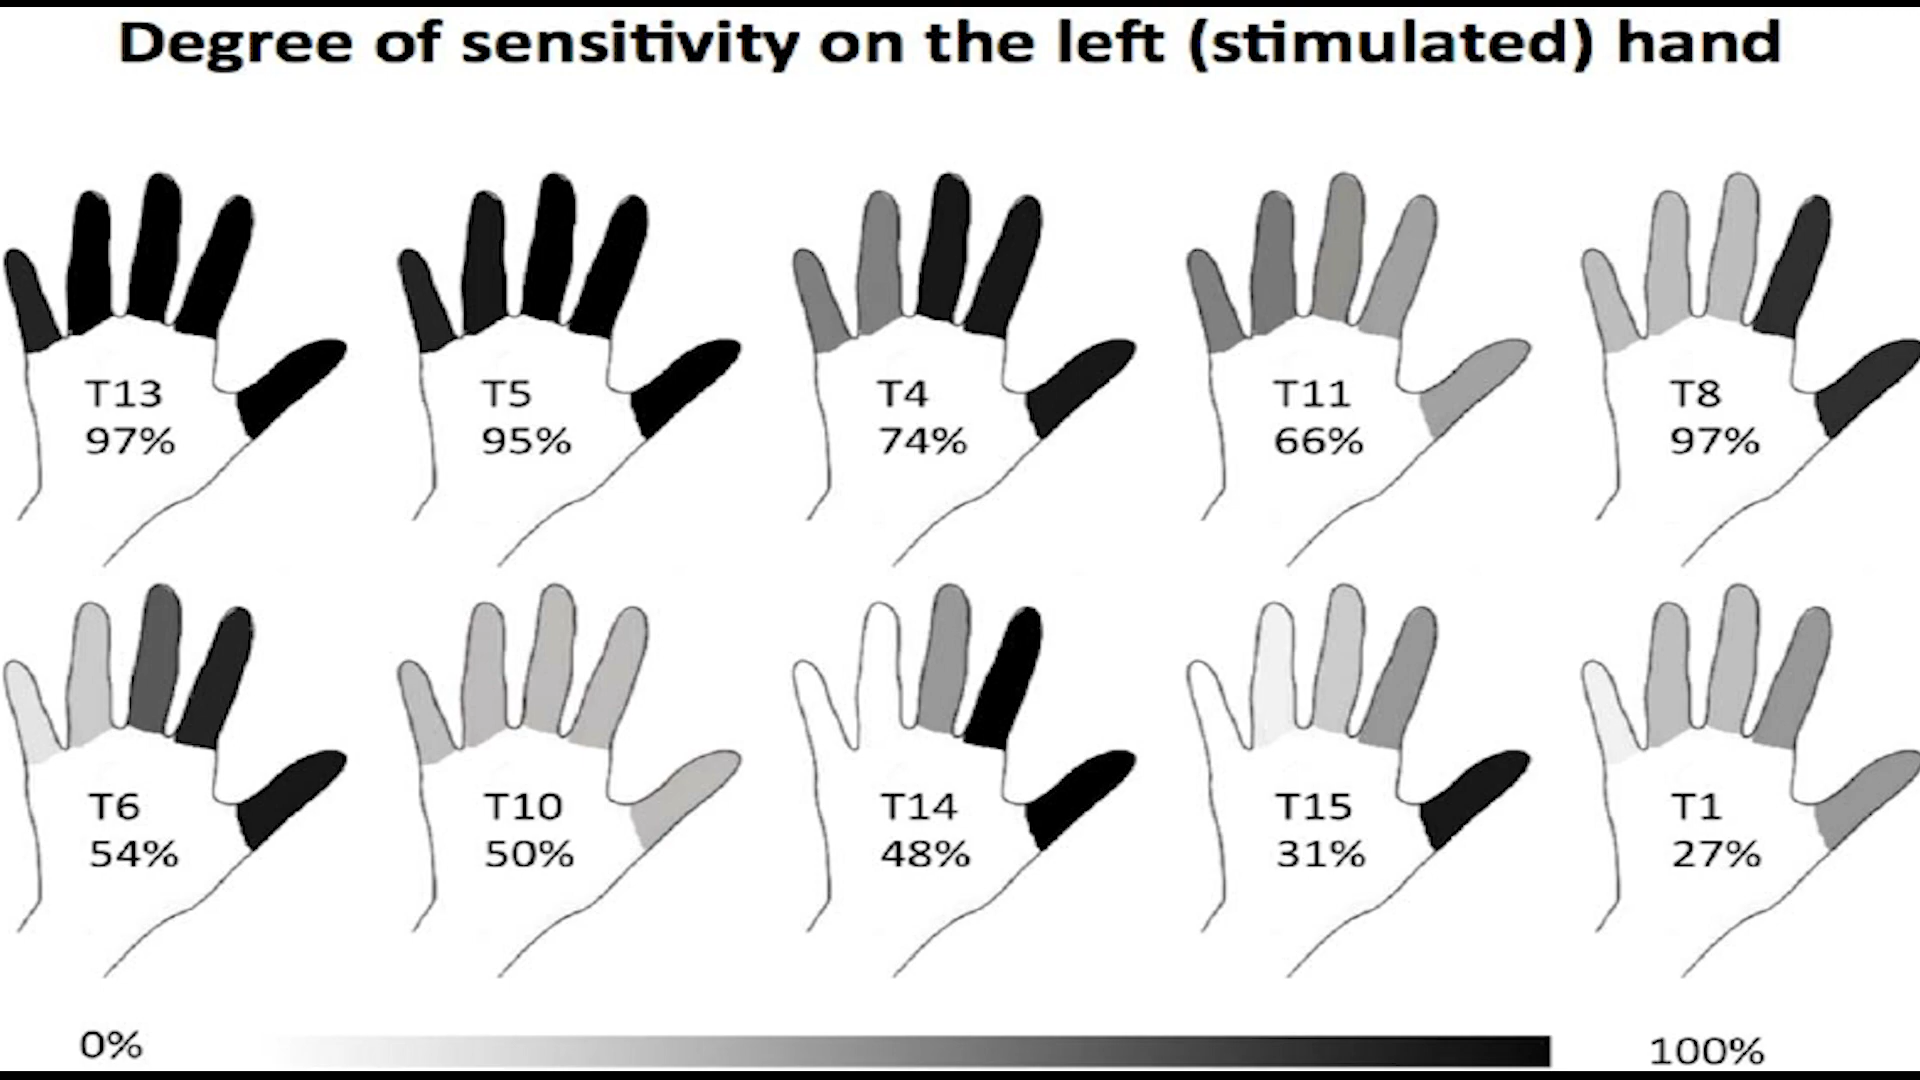 Degree of sensitivity on the left (stimulated) hand
T13
97%
T5
95%
T4
74%
T11
66%
T8
97%
T6
54%
T10
50%
T14
48%
T15
31%
T1
27%
0%
100%